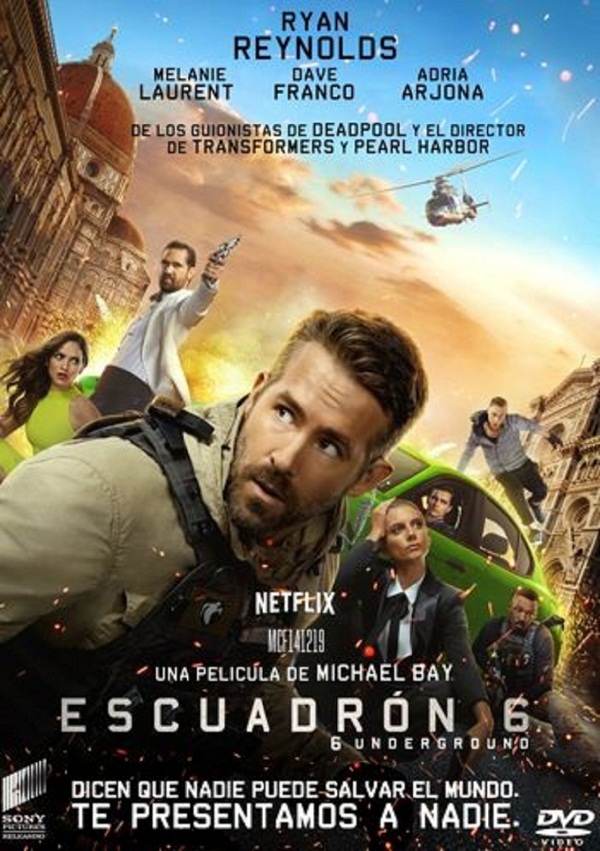 RYAN
REYNOLDS
MELANIE
LAURENT
DAVE
FRANCO
ADRIA
ARJONA
DE LOS GUIONISTAS DE DEADPOOL Y EL DIRECTOR
DE TRANSFORMERS Y PEARL HARBOR
NETFLIX
MCF141219
UNA PELICULA DE MICHAEL BAY
ESCUADRÓN 6
6 UNDERGROUND
DICEN QUE NADIE PUEDE SALVAR EL MUNDO.
TE PRESENTAMOS A NADIE.
SONY
PICTURES
RELEASING
DVD
VIDEO